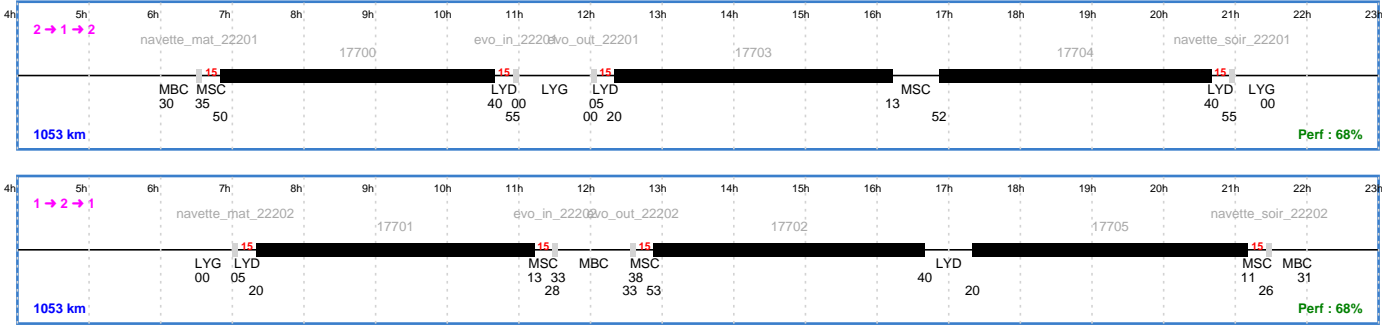 4h 5h 6h 7h 8h 9h 10h 11h 12h 13h 14h 15h 16h 17h 18h 19h 20h 21h 22h 23h
2 ➔ 1 ➔ 2
navette_mat_22201 evo_in_22201 evo_out_22201 navette_soir_22201
17700 17703 17704
15 15 15 15
MBC MSC LYD LYG LYD MSC LYD LYG
30 35 40 00 05 13 40 00
50 55 00 20 52 55
1053 km Perf : 68%
4h 5h 6h 7h 8h 9h 10h 11h 12h 13h 14h 15h 16h 17h 18h 19h 20h 21h 22h 23h
1 ➔ 2 ➔ 1
navette_mat_22202 evo_in_22202 evo_out_22202 navette_soir_22202
17701 17702 17705
15 15 15 15
LYG LYD MSC MBC MSC LYD MSC MBC
00 05 13 33 38 40 11 31
20 28 33 53 20 26
1053 km Perf : 68%